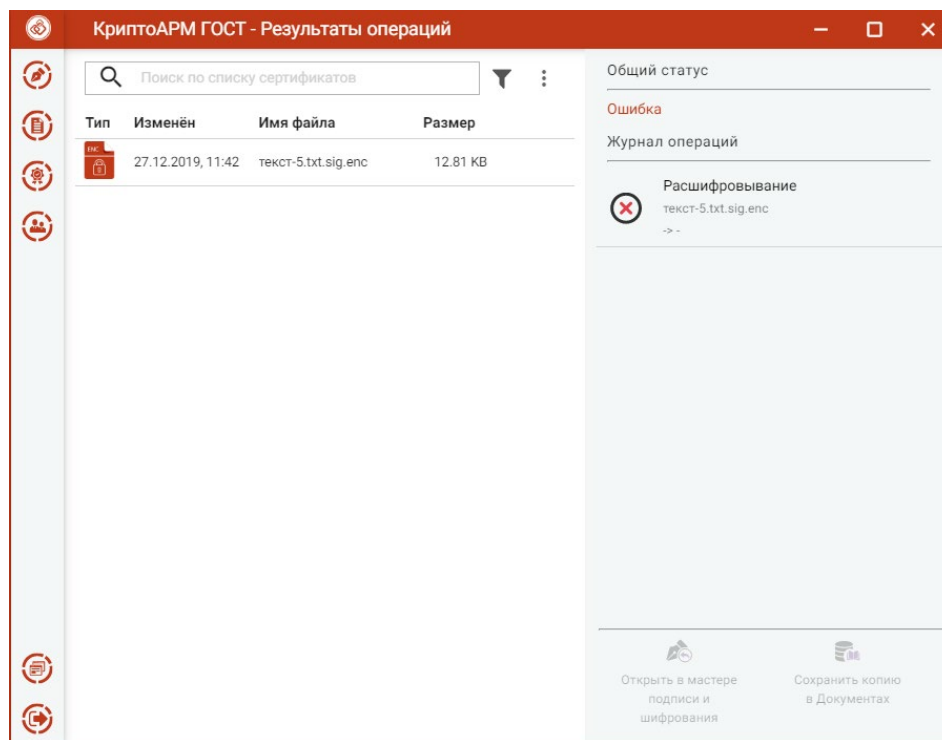 КриптоАРМ ГОСТ - Результаты операций
Поиск по списку сертификатов
Тип Изменён Имя файла Размер
ENC
27.12.2019, 11:42 текст-5.txt.sig.enc 12.81 KB
Общий статус
Ошибка
Журнал операций
Расшифровывание
текст-5.txt.sig.enc
-> -
Открыть в мастере
подписи и
шифрования
Сохранить копию
в Документах